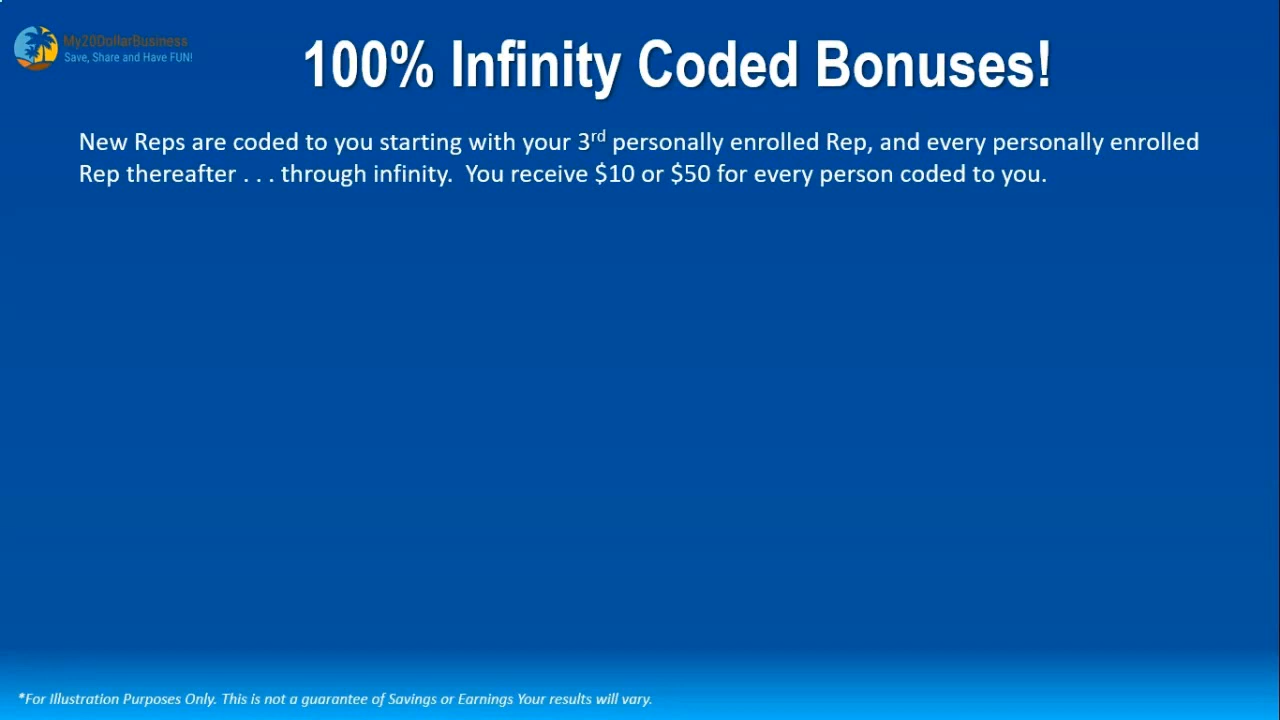 My20DollarBusiness
Save, Share and Have FUN!
100% Infinity Coded Bonuses!
New Reps are coded to you starting with your 3rd personally enrolled Rep, and every personally enrolled
Rep thereafter . . . through infinity.  You receive $10 or $50 for every person coded to you.
*For Illustration Purposes Only. This is not a guarantee of Savings or Earnings Your results will vary.